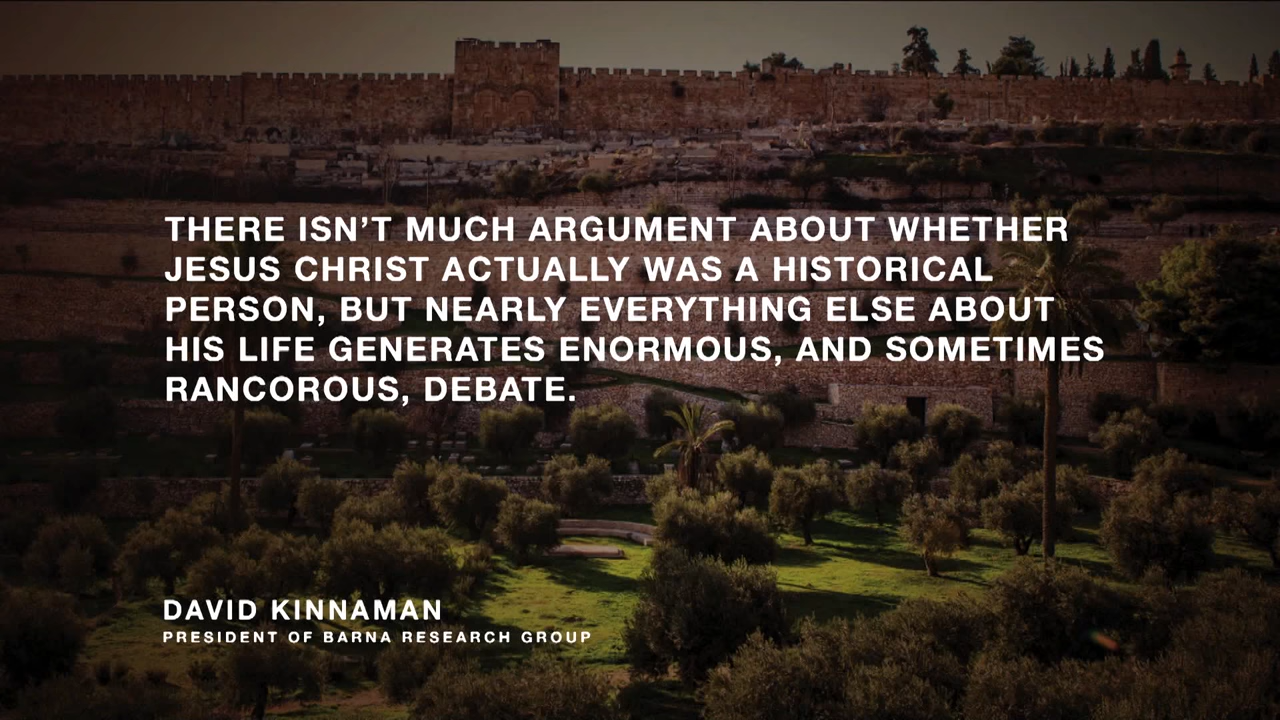 THERE ISN’T MUCH ARGUMENT ABOUT WHETHER
JESUS CHRIST ACTUALLY WAS A HISTORICAL
PERSON, BUT NEARLY EVERYTHING ELSE ABOUT
HIS LIFE GENERATES ENORMOUS, AND SOMETIMES
RANCOROUS, DEBATE.
DAVID KINNAMAN
PRESIDENT OF BARNA RESEARCH GROUP